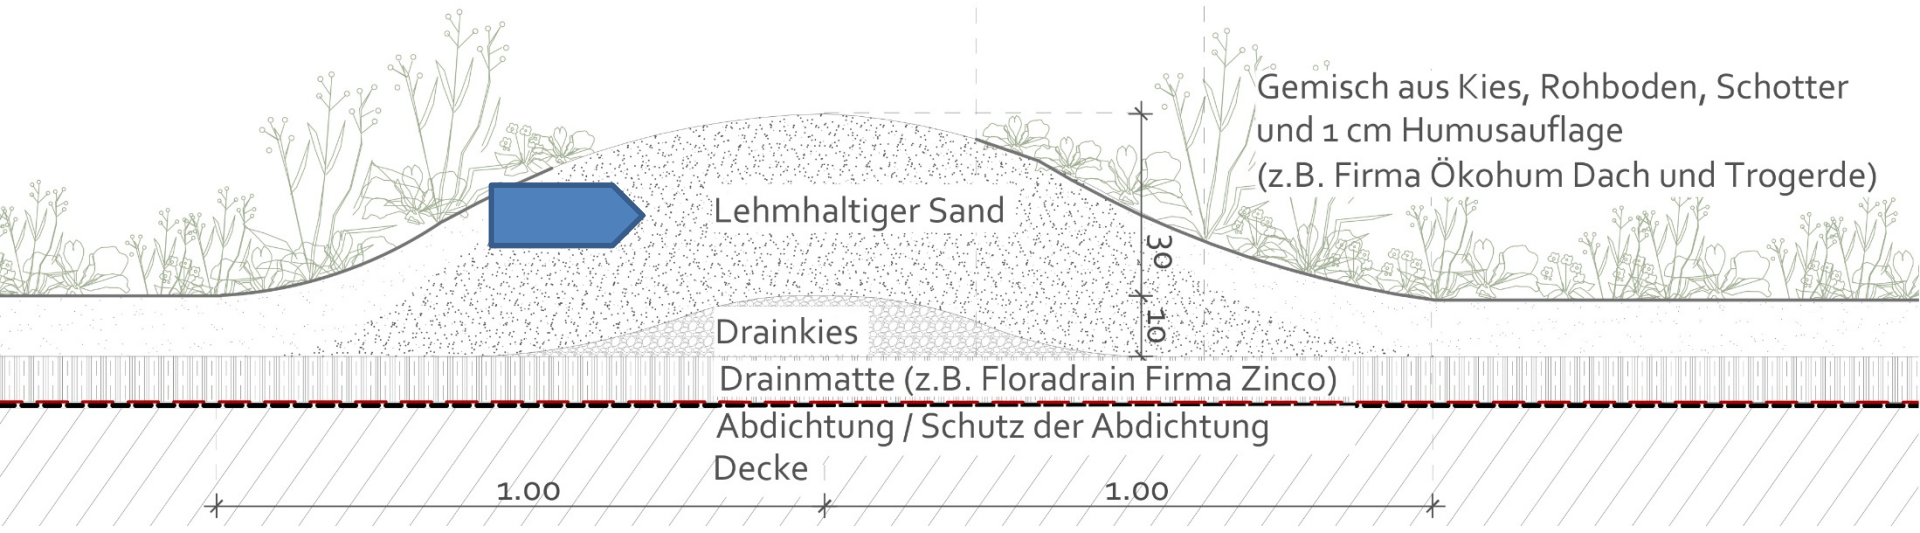 Gemisch aus Kies, Rohboden, Schotter
und 1 cm Humusauflage
(z.B. Firma Ökohum Dach und Trogerde)
Lehmhaltiger Sand
30
Drainkies
10
Drainmatte (z.B. Floradrain Firma Zinco)
Abdichtung / Schutz der Abdichtung
Decke
1.00
1.00